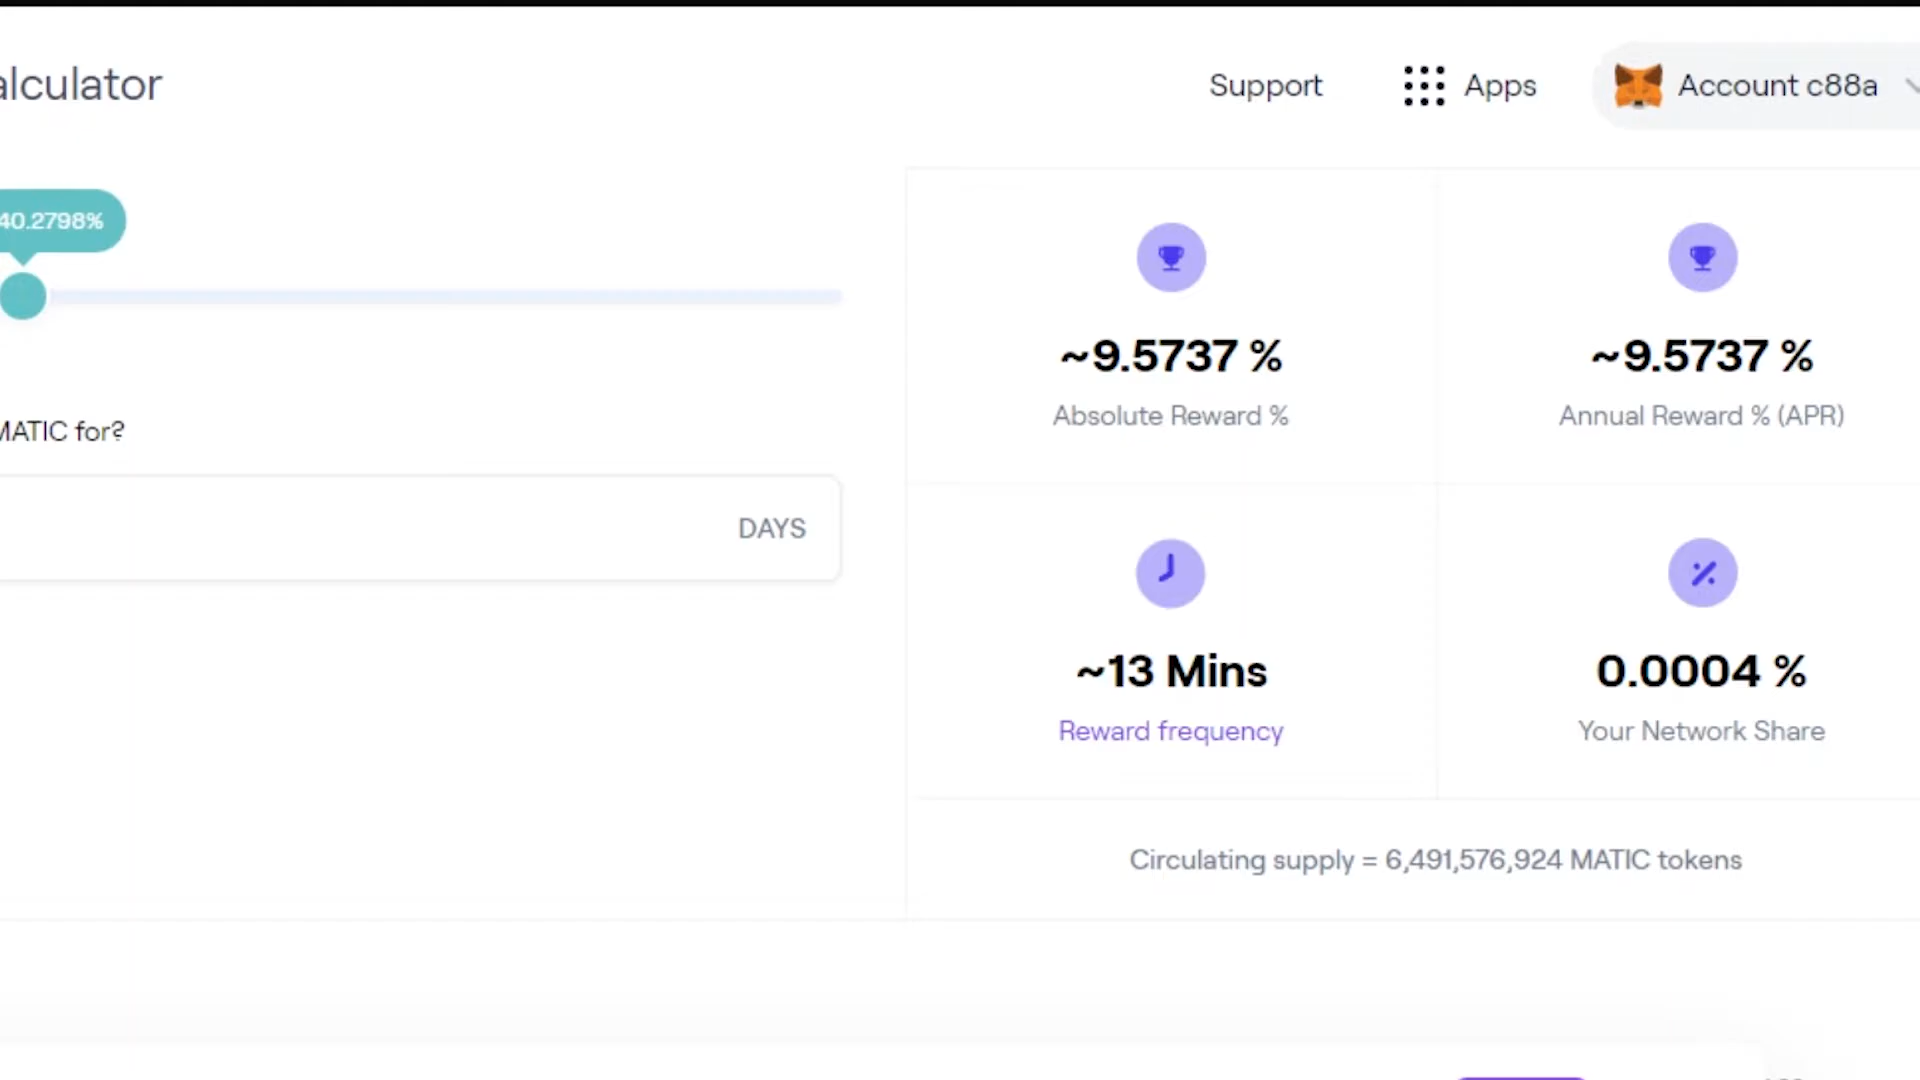 alculator
Support
Apps
Account c88a
40.2798%
MATIC for?
DAYS
~9.5737 %
Absolute Reward %
~9.5737 %
Annual Reward % (APR)
~13 Mins
Reward frequency
0.0004 %
Your Network Share
Circulating supply = 6,491,576,924 MATIC tokens